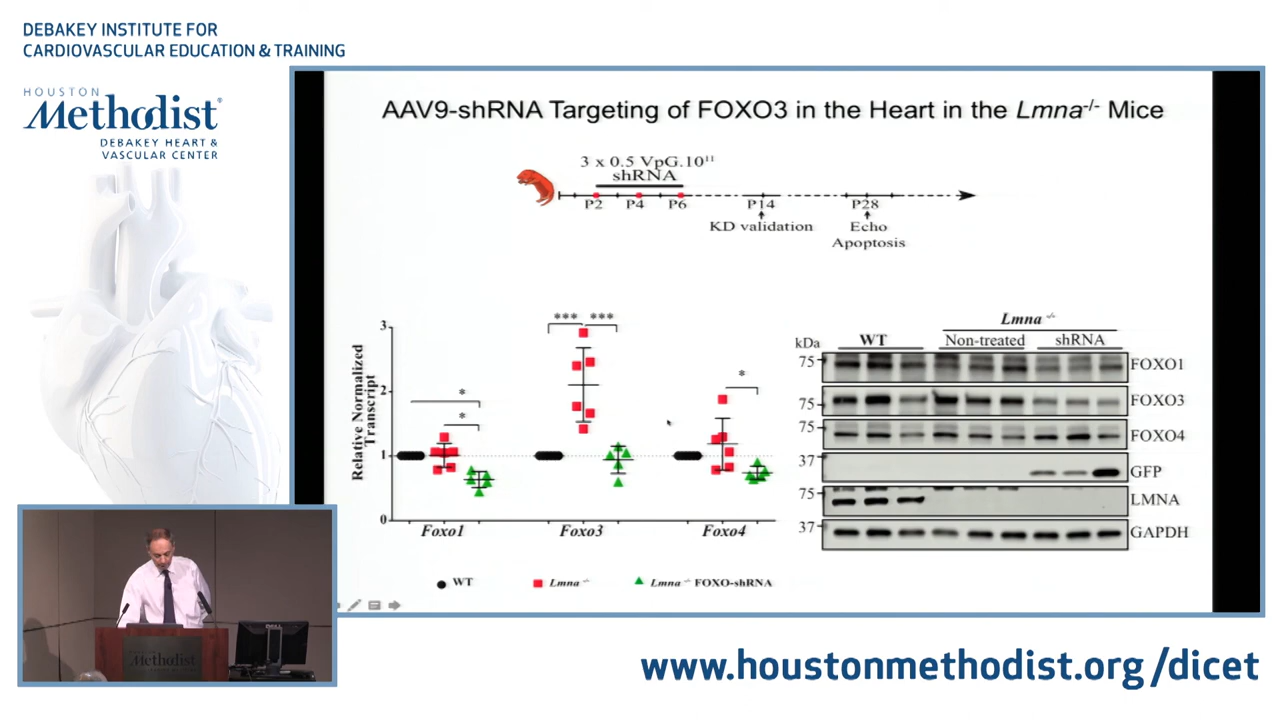 DEBAKEY INSTITUTE FOR
CARDIOVASCULAR EDUCATION & TRAINING
HOUSTON
Methodist®
DEBAKEY HEART &
VASCULAR CENTER
AAV9-shRNA Targeting of FOXO3 in the Heart in the Lmna-/- Mice
3 x 0.5 VpG.10¹¹
shRNA
P2 P4 P6 P14 P28
KD validation Echo
Apoptosis
Relative Normalized
Transcript
3
2
1
0
*
*
*** ***
*
Foxo1 Foxo3 Foxo4
WT Lmna-/- Lmna-/- FOXO-shRNA
Lmna-/-
kDa WT Non-treated shRNA
75 FOXO1
75 FOXO3
75 FOXO4
37 GFP
75 LMNA
37 GAPDH
DELL
Methodist
www.houstonmethodist.org/dicet